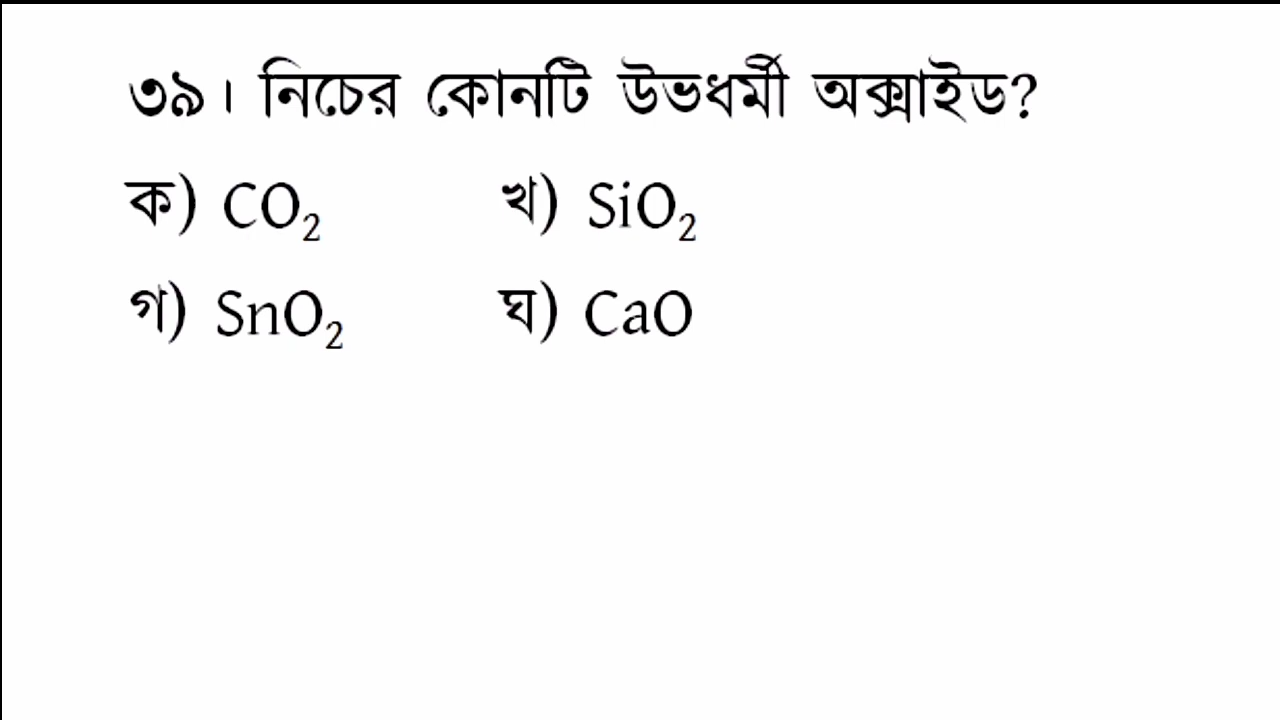 ৩৯। নিচের কোনটি উভধর্মী অক্সাইড?
ক) CO₂ খ) SiO₂
গ) SnO₂ ঘ) CaO